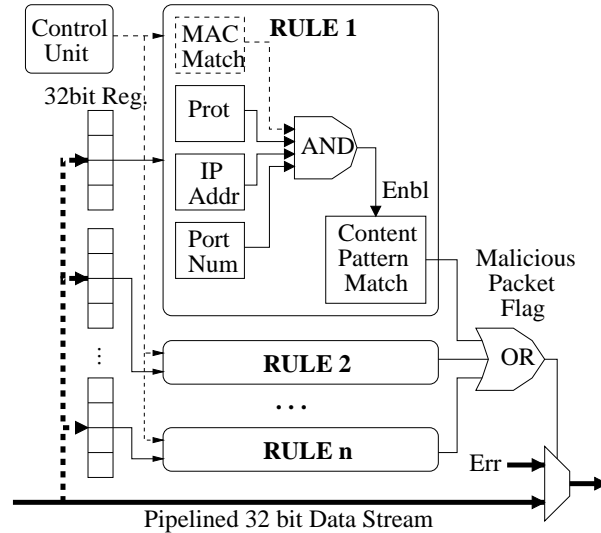 Control
Unit
RULE 1
MAC
Match
32bit Reg.
Prot
AND
IP
Addr
Enbl
Port
Num
Content
Pattern
Match
Malicious
Packet
Flag
...
RULE 2
OR
...
RULE n
Err
Pipelined 32 bit Data Stream